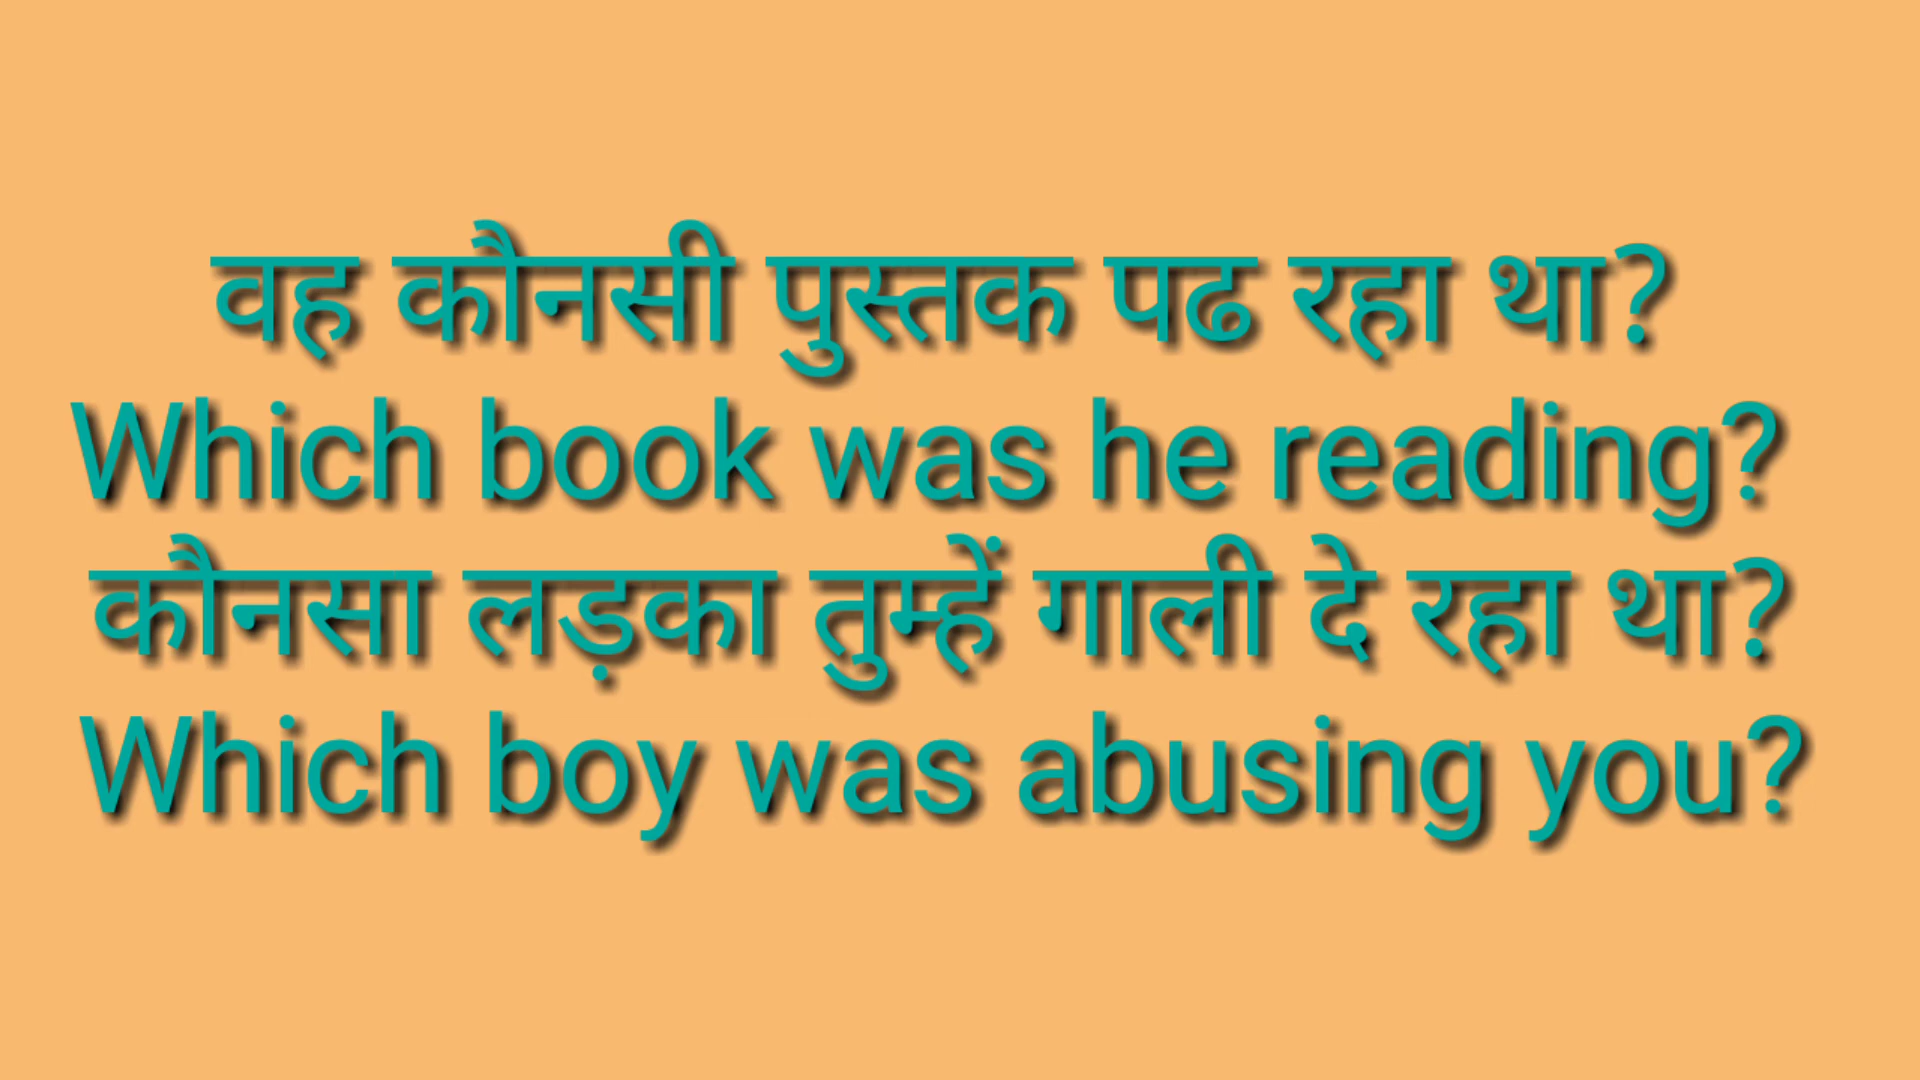 वह कौनसी पुस्तक पढ रहा था?
Which book was he reading?
कौनसा लड़का तुम्हें गाली दे रहा था?
Which boy was abusing you?